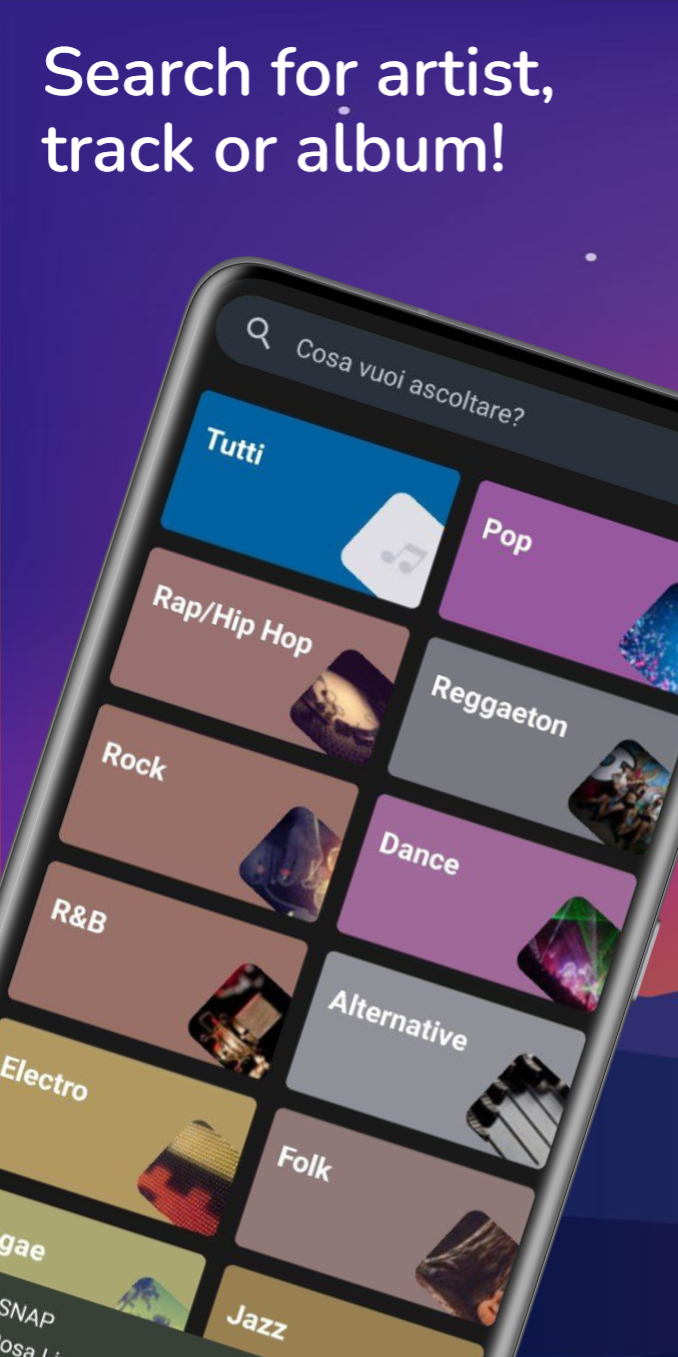 Search for artist,
track or album!
Cosa vuoi ascoltare?
Tutti
Pop
Rap/Hip Hop
Reggaeton
Rock
Dance
R&B
Alternative
Electro
Folk
gae
Jazz
SNAP